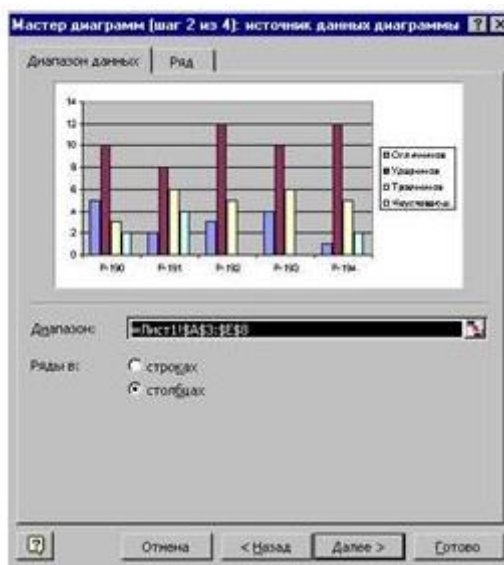 Мастер диаграмм (шаг 2 из 4): источник данных диаграммы
Диапазон данных
Ряд
14
12
10
8
6
4
2
0
Р-190 Р-191 Р-192 Р-193 Р-194
Отличников
Ударников
Троечников
Диапазон: =Лист1!$A$3:$E$8
Ряды в: строках
столбцах
Отмена < Назад Далее > Готово